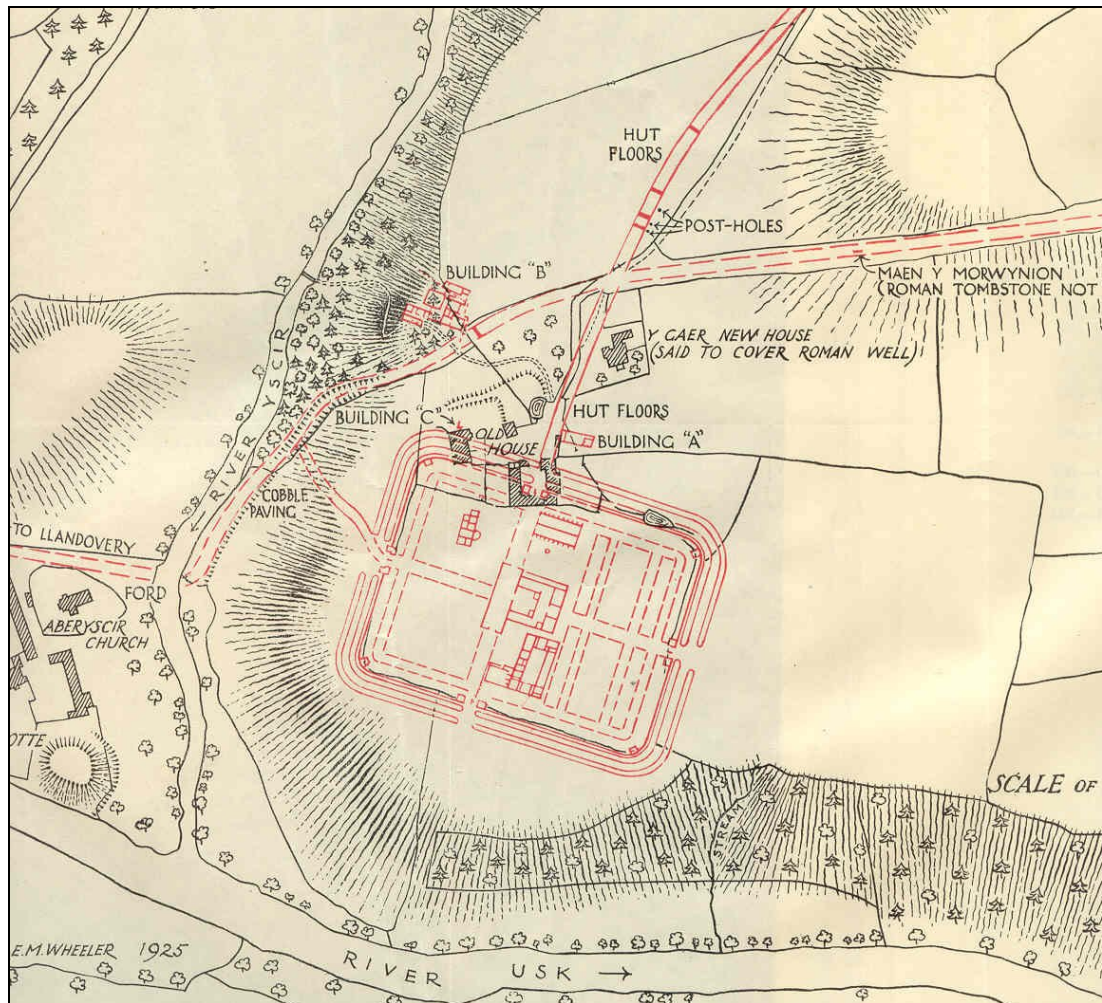 HUT
FLOORS
POST-HOLES
BUILDING "B"
MAEN Y MORWYNION
(ROMAN TOMBSTONE NOT
Y GAER NEW HOUSE
(SAID TO COVER ROMAN WELL)
RIVER YSCIR
BUILDING "C"
OLD
HOUSE
HUT FLOORS
BUILDING "A"
COBBLE
PAVING
TO LLANDOVERY
FORD
ABERYSCIR
CHURCH
OTTE
SCALE OF
STREAM
E.M.WHEELER 1925
RIVER USK →